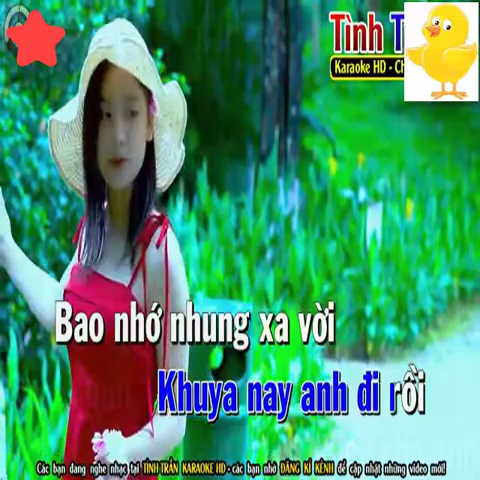 Tình T
Karaoke HD - Ch
Bao nhớ nhung xa vời
Khuya nay anh đi rồi
Các bạn đang nghe nhạc tại TÌNH TRẦN KARAOKE HD - các bạn nhớ ĐĂNG KÍ KÊNH để cập nhật những video mới!